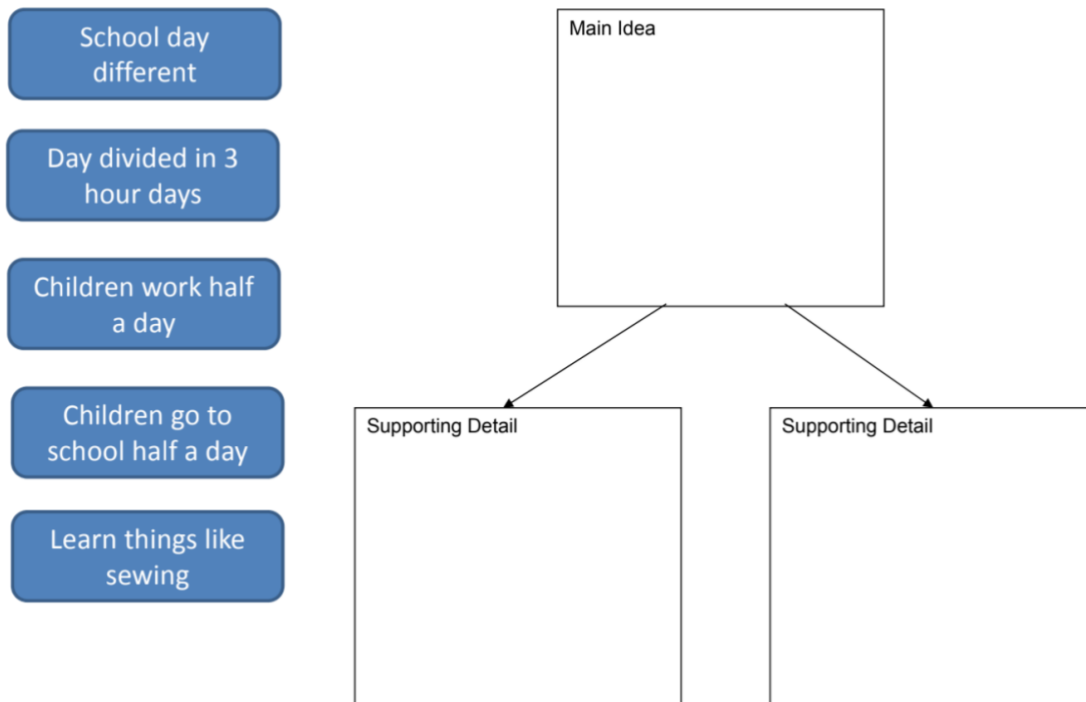 School day
different
Day divided in 3
hour days
Children work half
a day
Children go to
school half a day
Learn things like
sewing
Main Idea
Supporting Detail
Supporting Detail